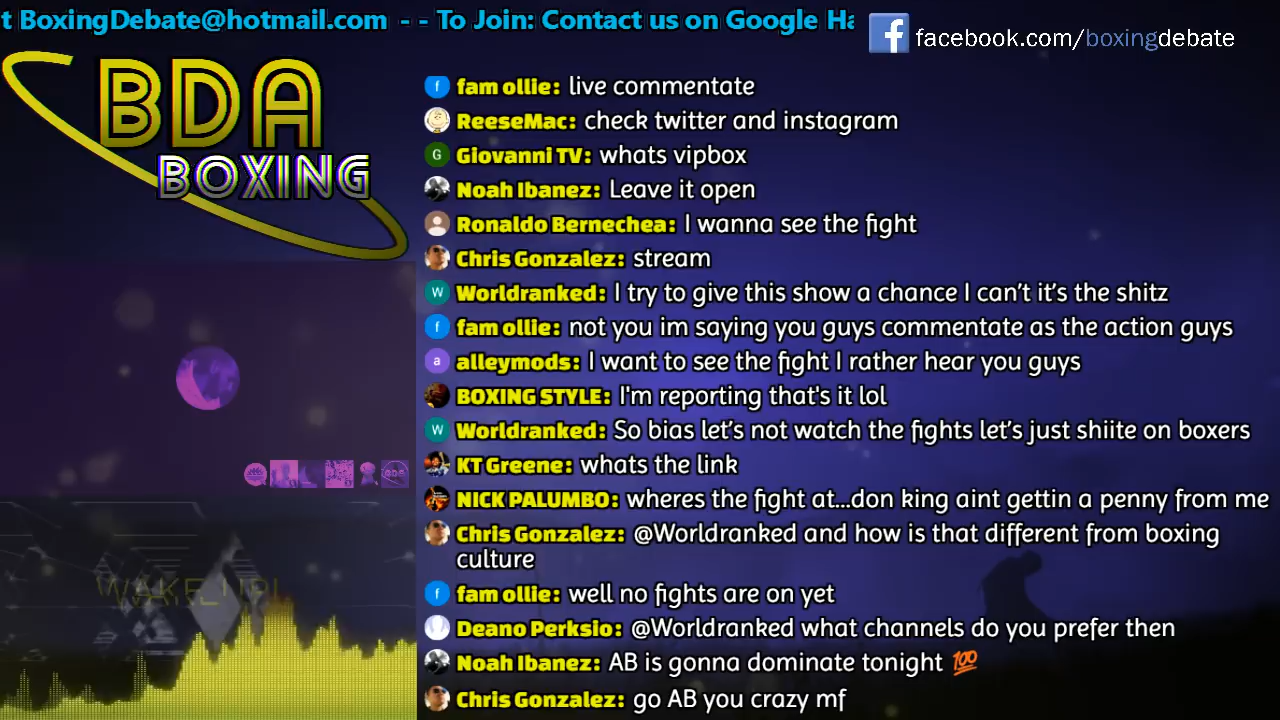 t BoxingDebate@hotmail.com - - To Join: Contact us on Google Ha
facebook.com/boxingdebate
BDA
BOXING
fam ollie: live commentate
ReeseMac: check twitter and instagram
Giovanni TV: whats vipbox
Noah Ibanez: Leave it open
Ronaldo Bernechea: I wanna see the fight
Chris Gonzalez: stream
Worldranked: I try to give this show a chance I can't it's the shitz
fam ollie: not you im saying you guys commentate as the action guys
alleymods: I want to see the fight I rather hear you guys
BOXING STYLE: I'm reporting that's it lol
Worldranked: So bias let's not watch the fights let's just shiite on boxers
KT Greene: whats the link
NICK PALUMBO: wheres the fight at...don king aint gettin a penny from me
Chris Gonzalez: @Worldranked and how is that different from boxing
culture
fam ollie: well no fights are on yet
Deano Perksio: @Worldranked what channels do you prefer then
Noah Ibanez: AB is gonna dominate tonight 💯
Chris Gonzalez: go AB you crazy mf
WAKE UP!